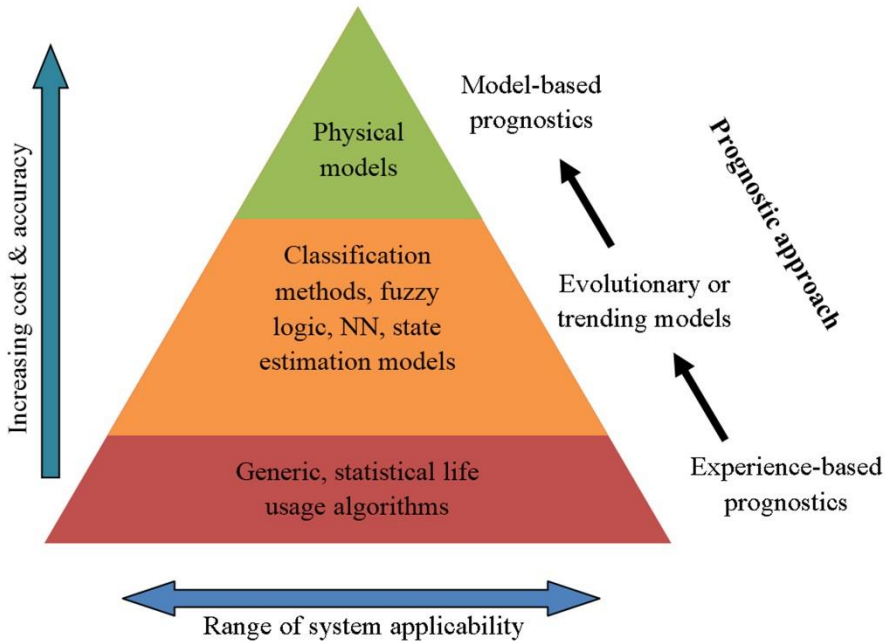 Increasing cost & accuracy
Physical
models
Classification
methods, fuzzy
logic, NN, state
estimation models
Generic, statistical life
usage algorithms
Model-based
prognostics
Evolutionary or
trending models
Experience-based
prognostics
Prognostic approach
Range of system applicability